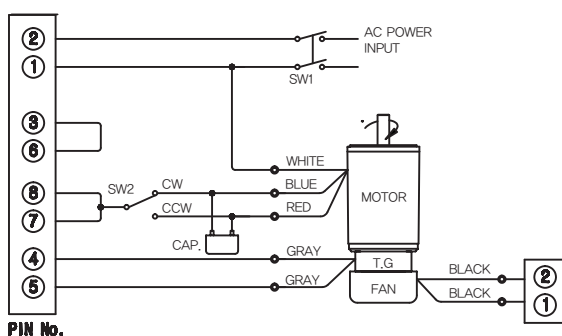 ②
AC POWER
INPUT
①
SW1
③
⑥
WHITE
⑧
SW2
CW
BLUE
MOTOR
⑦
CCW
RED
CAP.
④
GRAY
T,G
BLACK
②
⑤
GRAY
FAN
BLACK
①
PIN No.